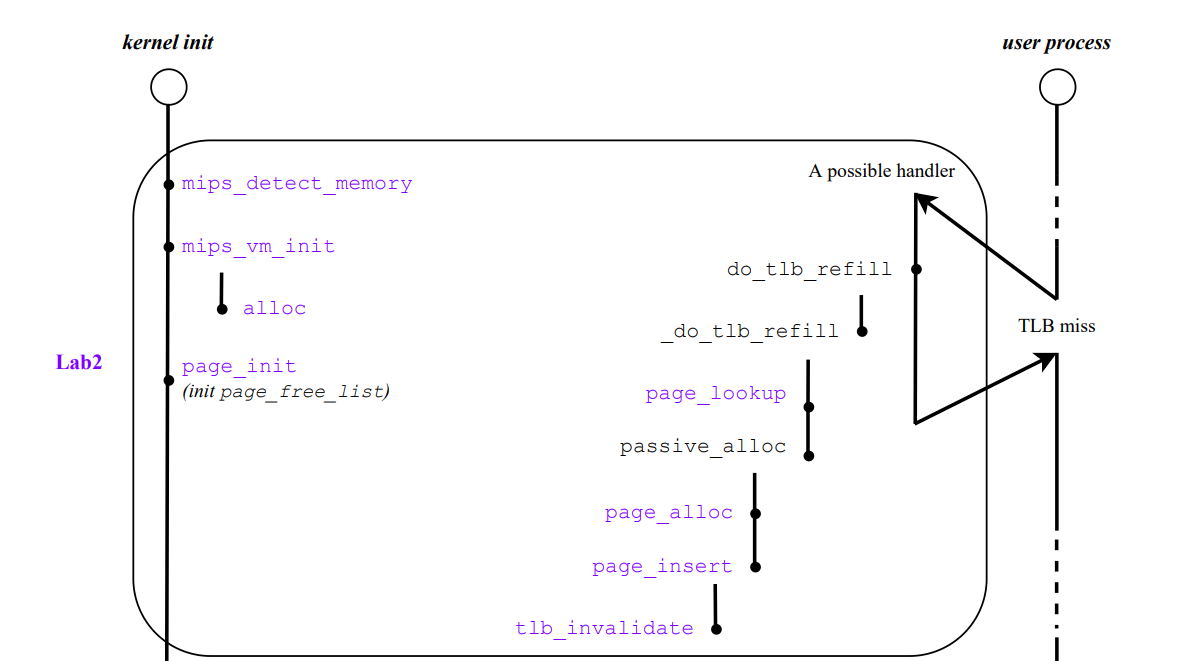 kernel init
user process
mips_detect_memory
mips_vm_init
alloc
Lab2
page_init
(init page_free_list)
A possible handler
do_tlb_refill
_do_tlb_refill
page_lookup
passive_alloc
page_alloc
page_insert
tlb_invalidate
TLB miss